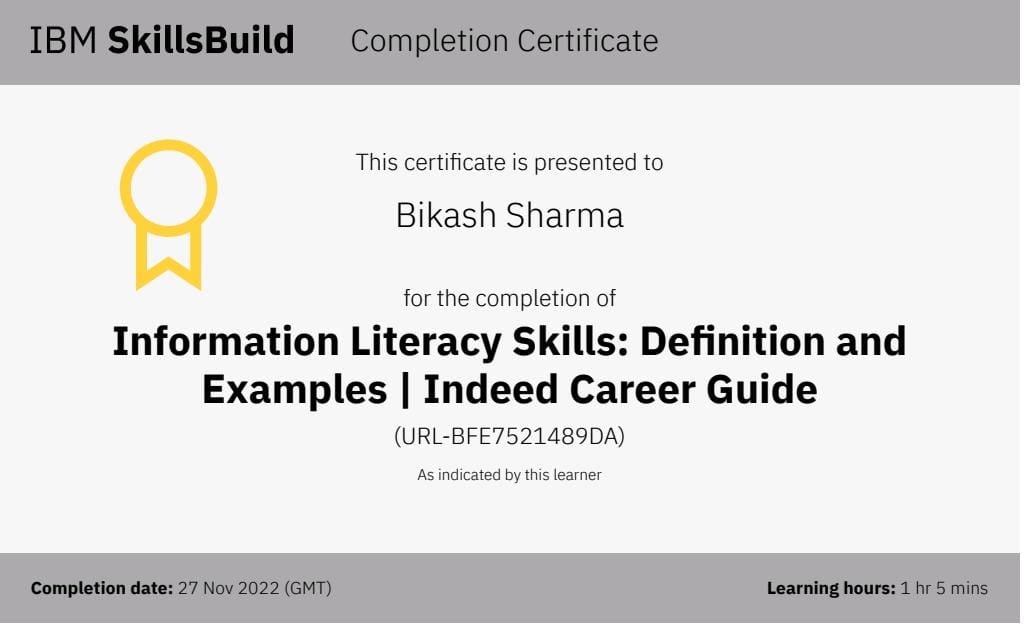 IBM SkillsBuild Completion Certificate
This certificate is presented to
Bikash Sharma
for the completion of
Information Literacy Skills: Definition and
Examples | Indeed Career Guide
(URL-BFE7521489DA)
As indicated by this learner
Completion date: 27 Nov 2022 (GMT) Learning hours: 1 hr 5 mins